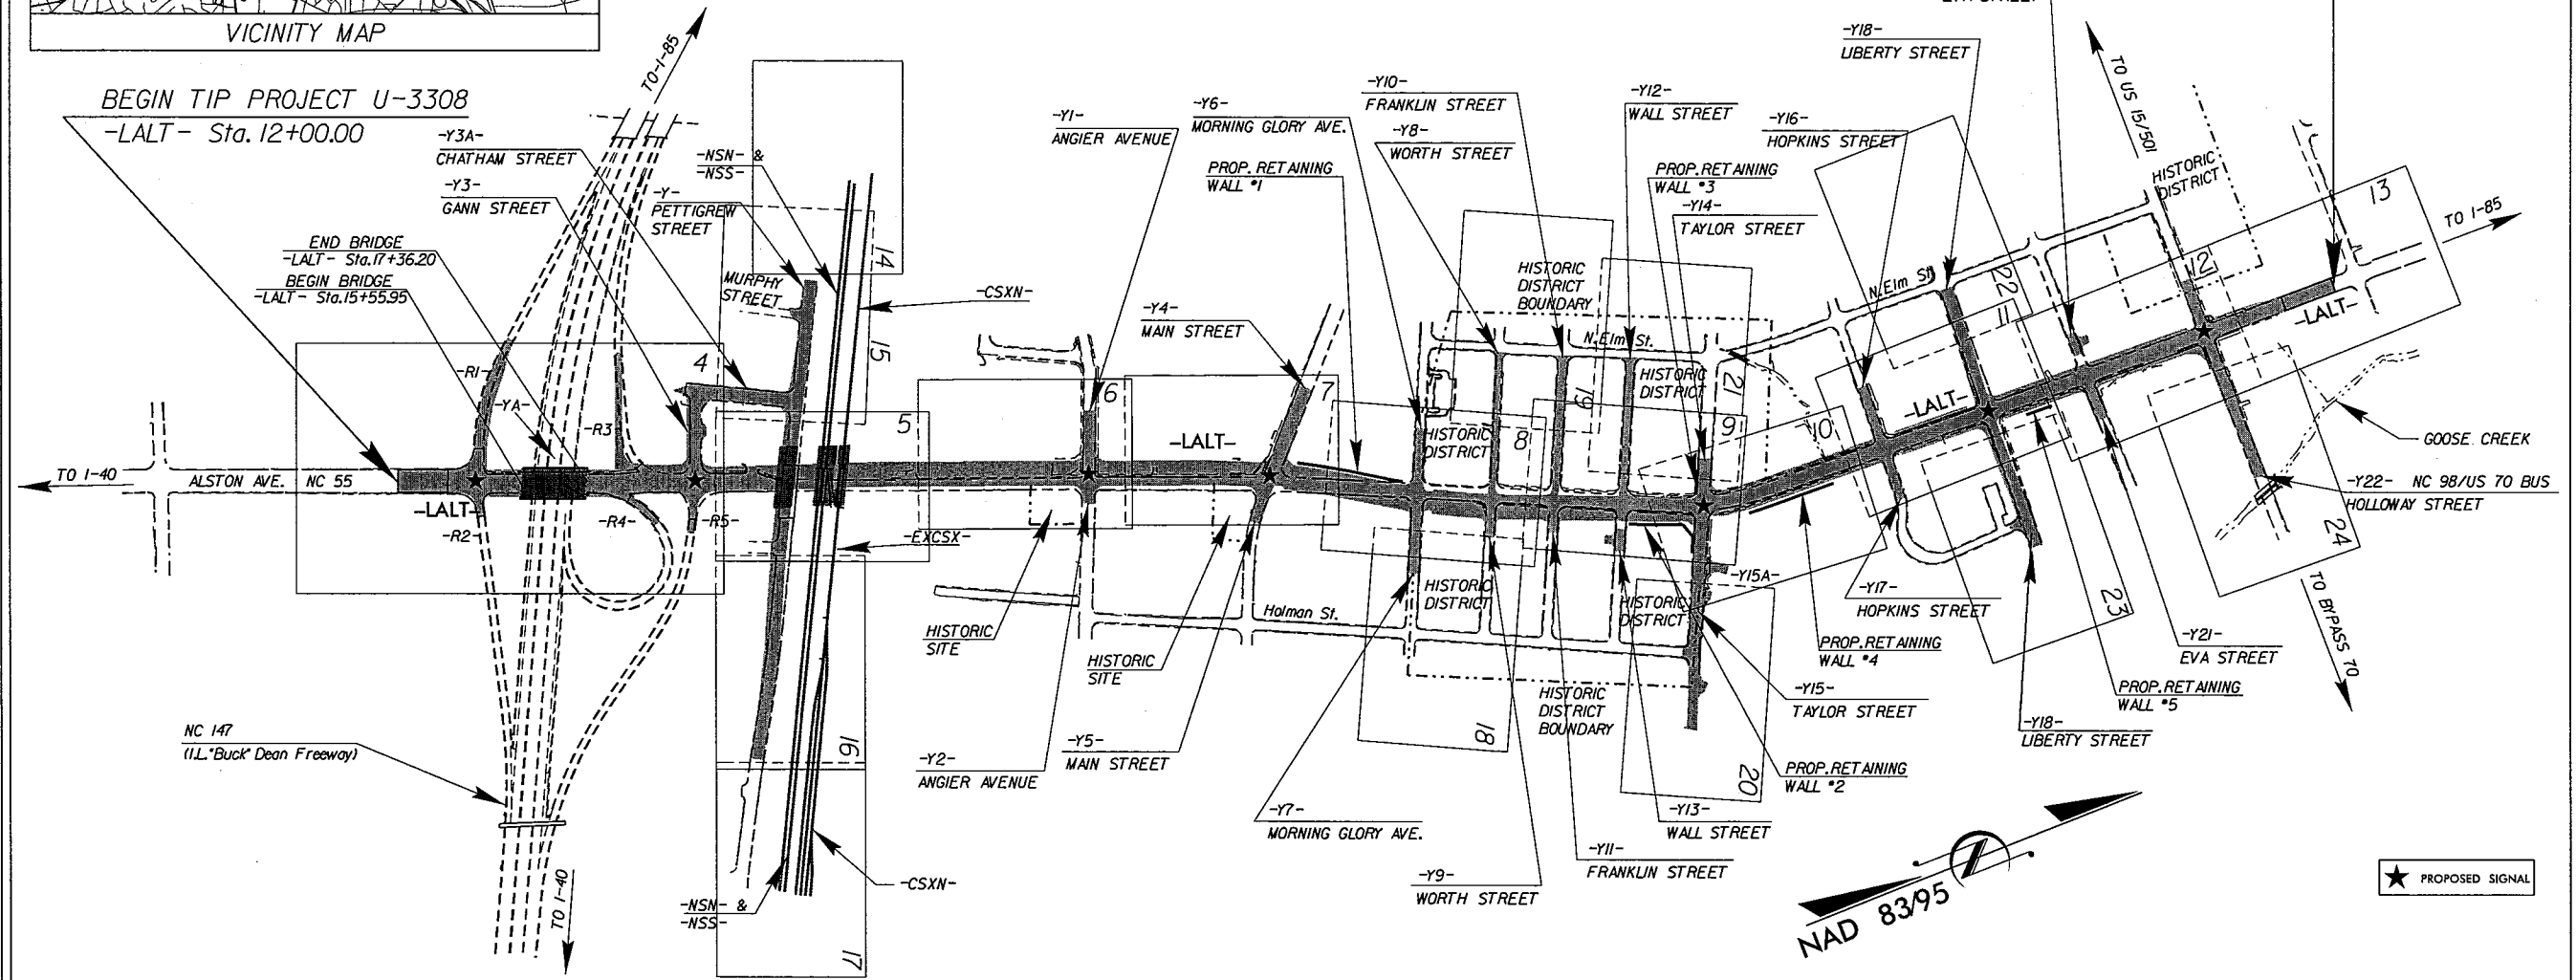 VICINITY MAP
BEGIN TIP PROJECT U-3308
-LALT- Sta. 12+00.00
TO I-85
-Y3A-
CHATHAM STREET
-Y3-
GANN STREET
-NSN- &
-NSS-
-Y-
PETTIGREW
STREET
END BRIDGE
-LALT- Sta.17+36.20
BEGIN BRIDGE
-LALT- Sta.15+55.95
MURPHY
STREET
14
-CSXN-
15
-Y1-
ANGIER AVENUE
-Y4-
MAIN STREET
-Y6-
MORNING GLORY AVE.
PROP. RETAINING
WALL #1
-Y10-
FRANKLIN STREET
-Y8-
WORTH STREET
-Y12-
WALL STREET
PROP. RETAINING
WALL #3
-Y14-
TAYLOR STREET
-Y16-
HOPKINS STREET
-Y18-
LIBERTY STREET
TO US 15/501
HISTORIC
DISTRICT
13
TO I-85
12
N. Elm St.
22
-LALT-
HISTORIC
DISTRICT
BOUNDARY
N. Elm St.
HISTORIC
DISTRICT
21
19
-R1-
-YA-
-R3-
4
5
6
7
8
9
10
-LALT-
HISTORIC
DISTRICT
-LALT-
TO I-40
ALSTON AVE. NC 55
-LALT-
-R2-
-R4-
-R5-
-EXCSX-
GOOSE CREEK
-Y22- NC 98/US 70 BUS
HOLLOWAY STREET
24
23
TO BYPASS 70
HISTORIC
SITE
HISTORIC
SITE
Holman St.
HISTORIC
DISTRICT
HISTORIC
DISTRICT
-Y15A-
-Y17-
HOPKINS STREET
PROP. RETAINING
WALL #4
-Y21-
EVA STREET
PROP. RETAINING
WALL #5
-Y18-
LIBERTY STREET
-Y15-
TAYLOR STREET
PROP. RETAINING
WALL #2
HISTORIC
DISTRICT
BOUNDARY
18
20
16
17
NC 147
(I.L."Buck" Dean Freeway)
-Y2-
ANGIER AVENUE
-Y5-
MAIN STREET
-Y7-
MORNING GLORY AVE.
-Y13-
WALL STREET
-Y11-
FRANKLIN STREET
-Y9-
WORTH STREET
TO I-40
-NSN- &
-NSS-
-CSXN-
NAD 83/95
PROPOSED SIGNAL